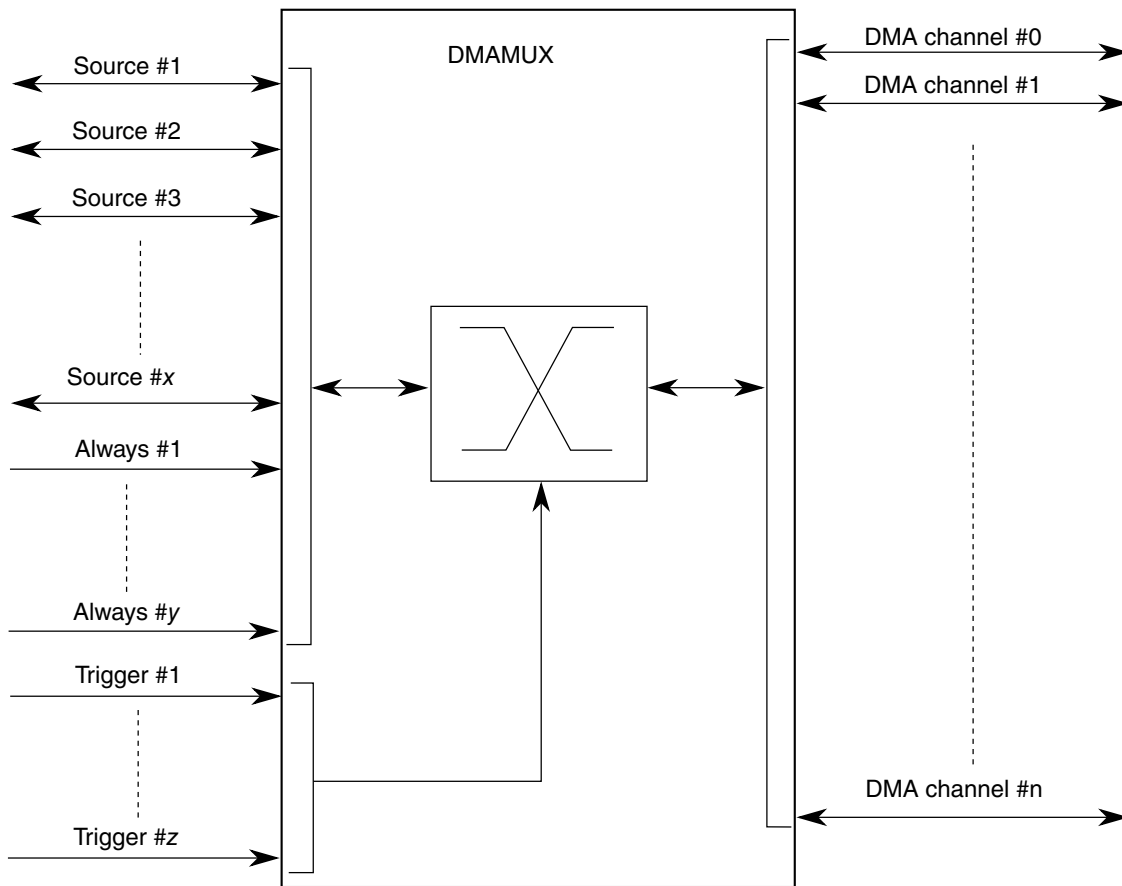 DMAMUX
Source #1
Source #2
Source #3
Source #x
Always #1
Always #y
Trigger #1
Trigger #z
DMA channel #0
DMA channel #1
DMA channel #n